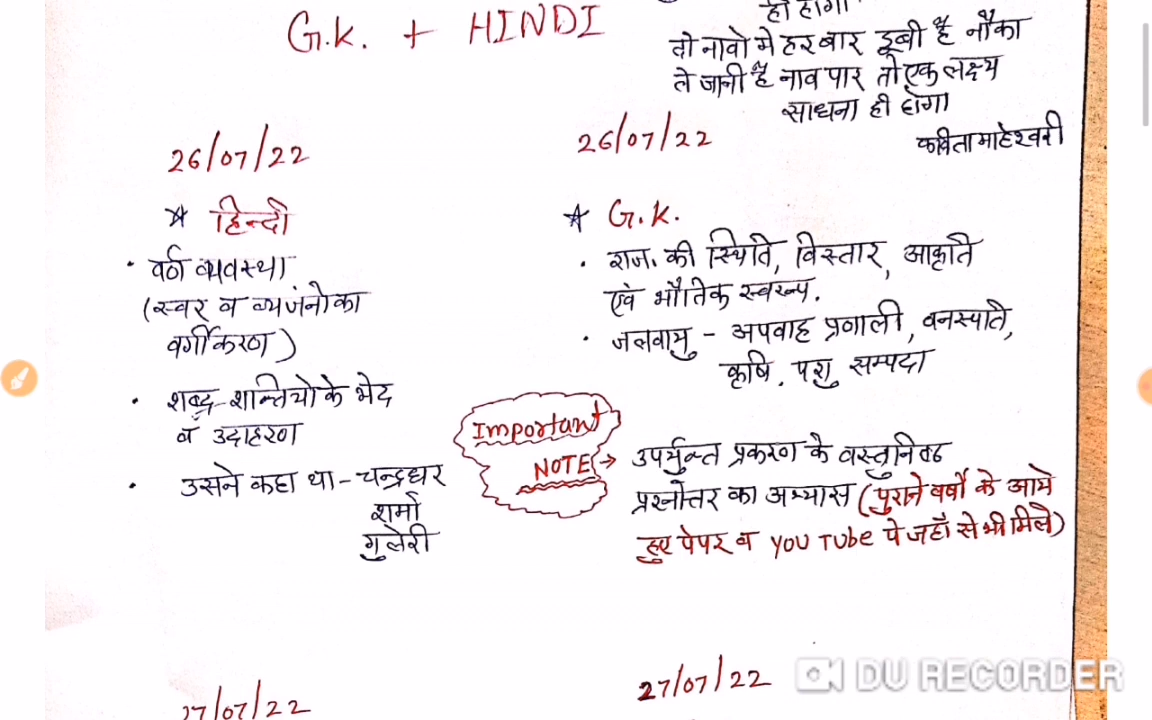 G.K. + HINDI
ही होगा
दो नावो मे हर बार डूबी है नौका
ले जानी है नाव पार तो एक लक्ष्य
साधना ही होगा
कविता माहेश्वरी
26/07/22
* हिन्दी
• वर्ण व्यवस्था
(स्वर व व्यजंनो का
वर्गीकरण)
• शब्द-शक्तियो के भेद
व उदाहरण
• उसने कहा था - चन्द्रधर
शर्मा
गुलेरी
26/07/22
* G.K.
• राज. की स्थिति, विस्तार, आकृति
एवं भौतिक स्वरूप.
• जलवायु - अपवाह प्रणाली, वनस्पति,
कृषि, पशु सम्पदा
Important
NOTE → उपर्युक्त प्रकरण के वस्तुनिष्ठ
प्रश्नोत्तर का अभ्यास (पुराने वर्षो के आये
हुए पेपर व YOU TUBE पे जहाँ से भी मिले)
27/07/22
27/07/22
DU RECORDER